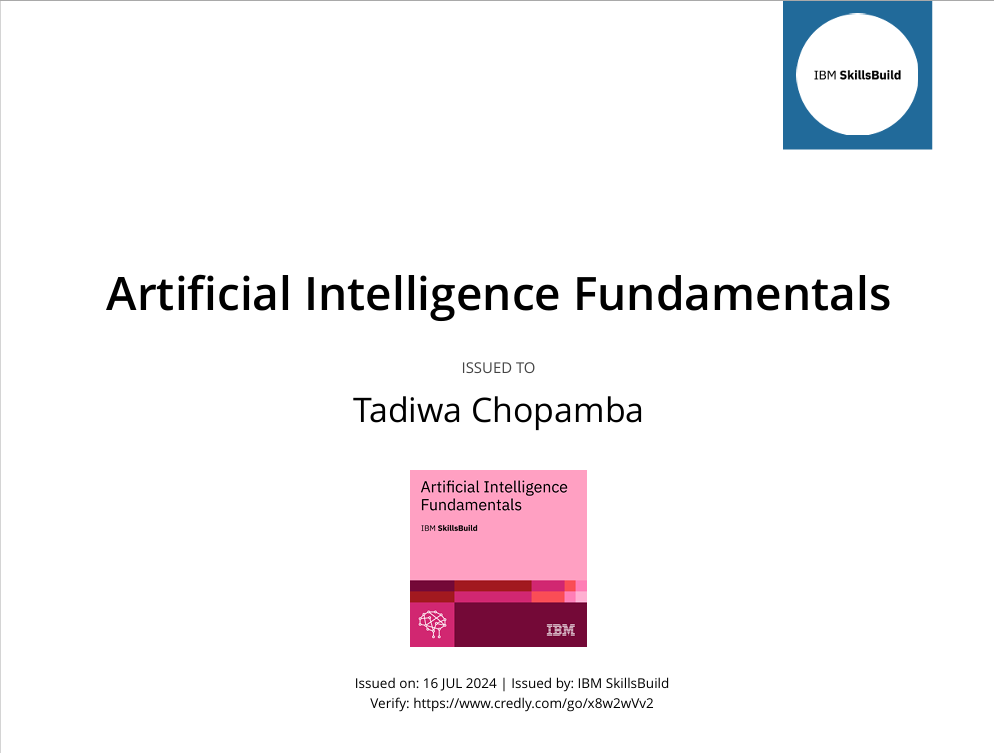 IBM SkillsBuild
Artificial Intelligence Fundamentals
ISSUED TO
Tadiwa Chopamba
Artificial Intelligence
Fundamentals
IBM SkillsBuild
IBM
Issued on: 16 JUL 2024 | Issued by: IBM SkillsBuild
Verify: https://www.credly.com/go/x8w2wVv2